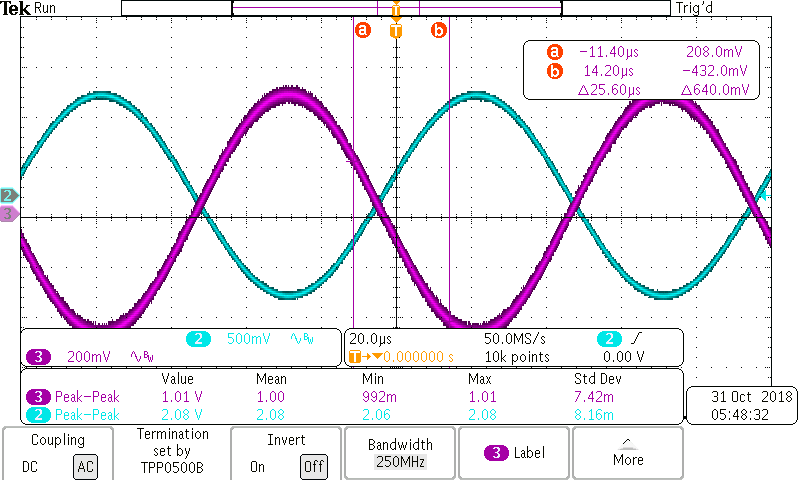 Tek Run Trig'd
T
a T b
a −11.40µs 208.0mV
b 14.20µs −432.0mV
Δ25.60µs Δ640.0mV
2
3
2 500mV ∿BW
3 200mV ∿BW
20.0µs 50.0MS/s 2 ∫
T→▼0.000000 s 10k points 0.00 V
Value Mean Min Max Std Dev
3 Peak−Peak 1.01 V 1.00 992m 1.01 7.42m
2 Peak−Peak 2.08 V 2.08 2.06 2.08 8.16m
31 Oct 2018
05:48:32
Coupling
DC AC
Termination
set by
TPP0500B
Invert
On Off
Bandwidth
250MHz
3 Label
More